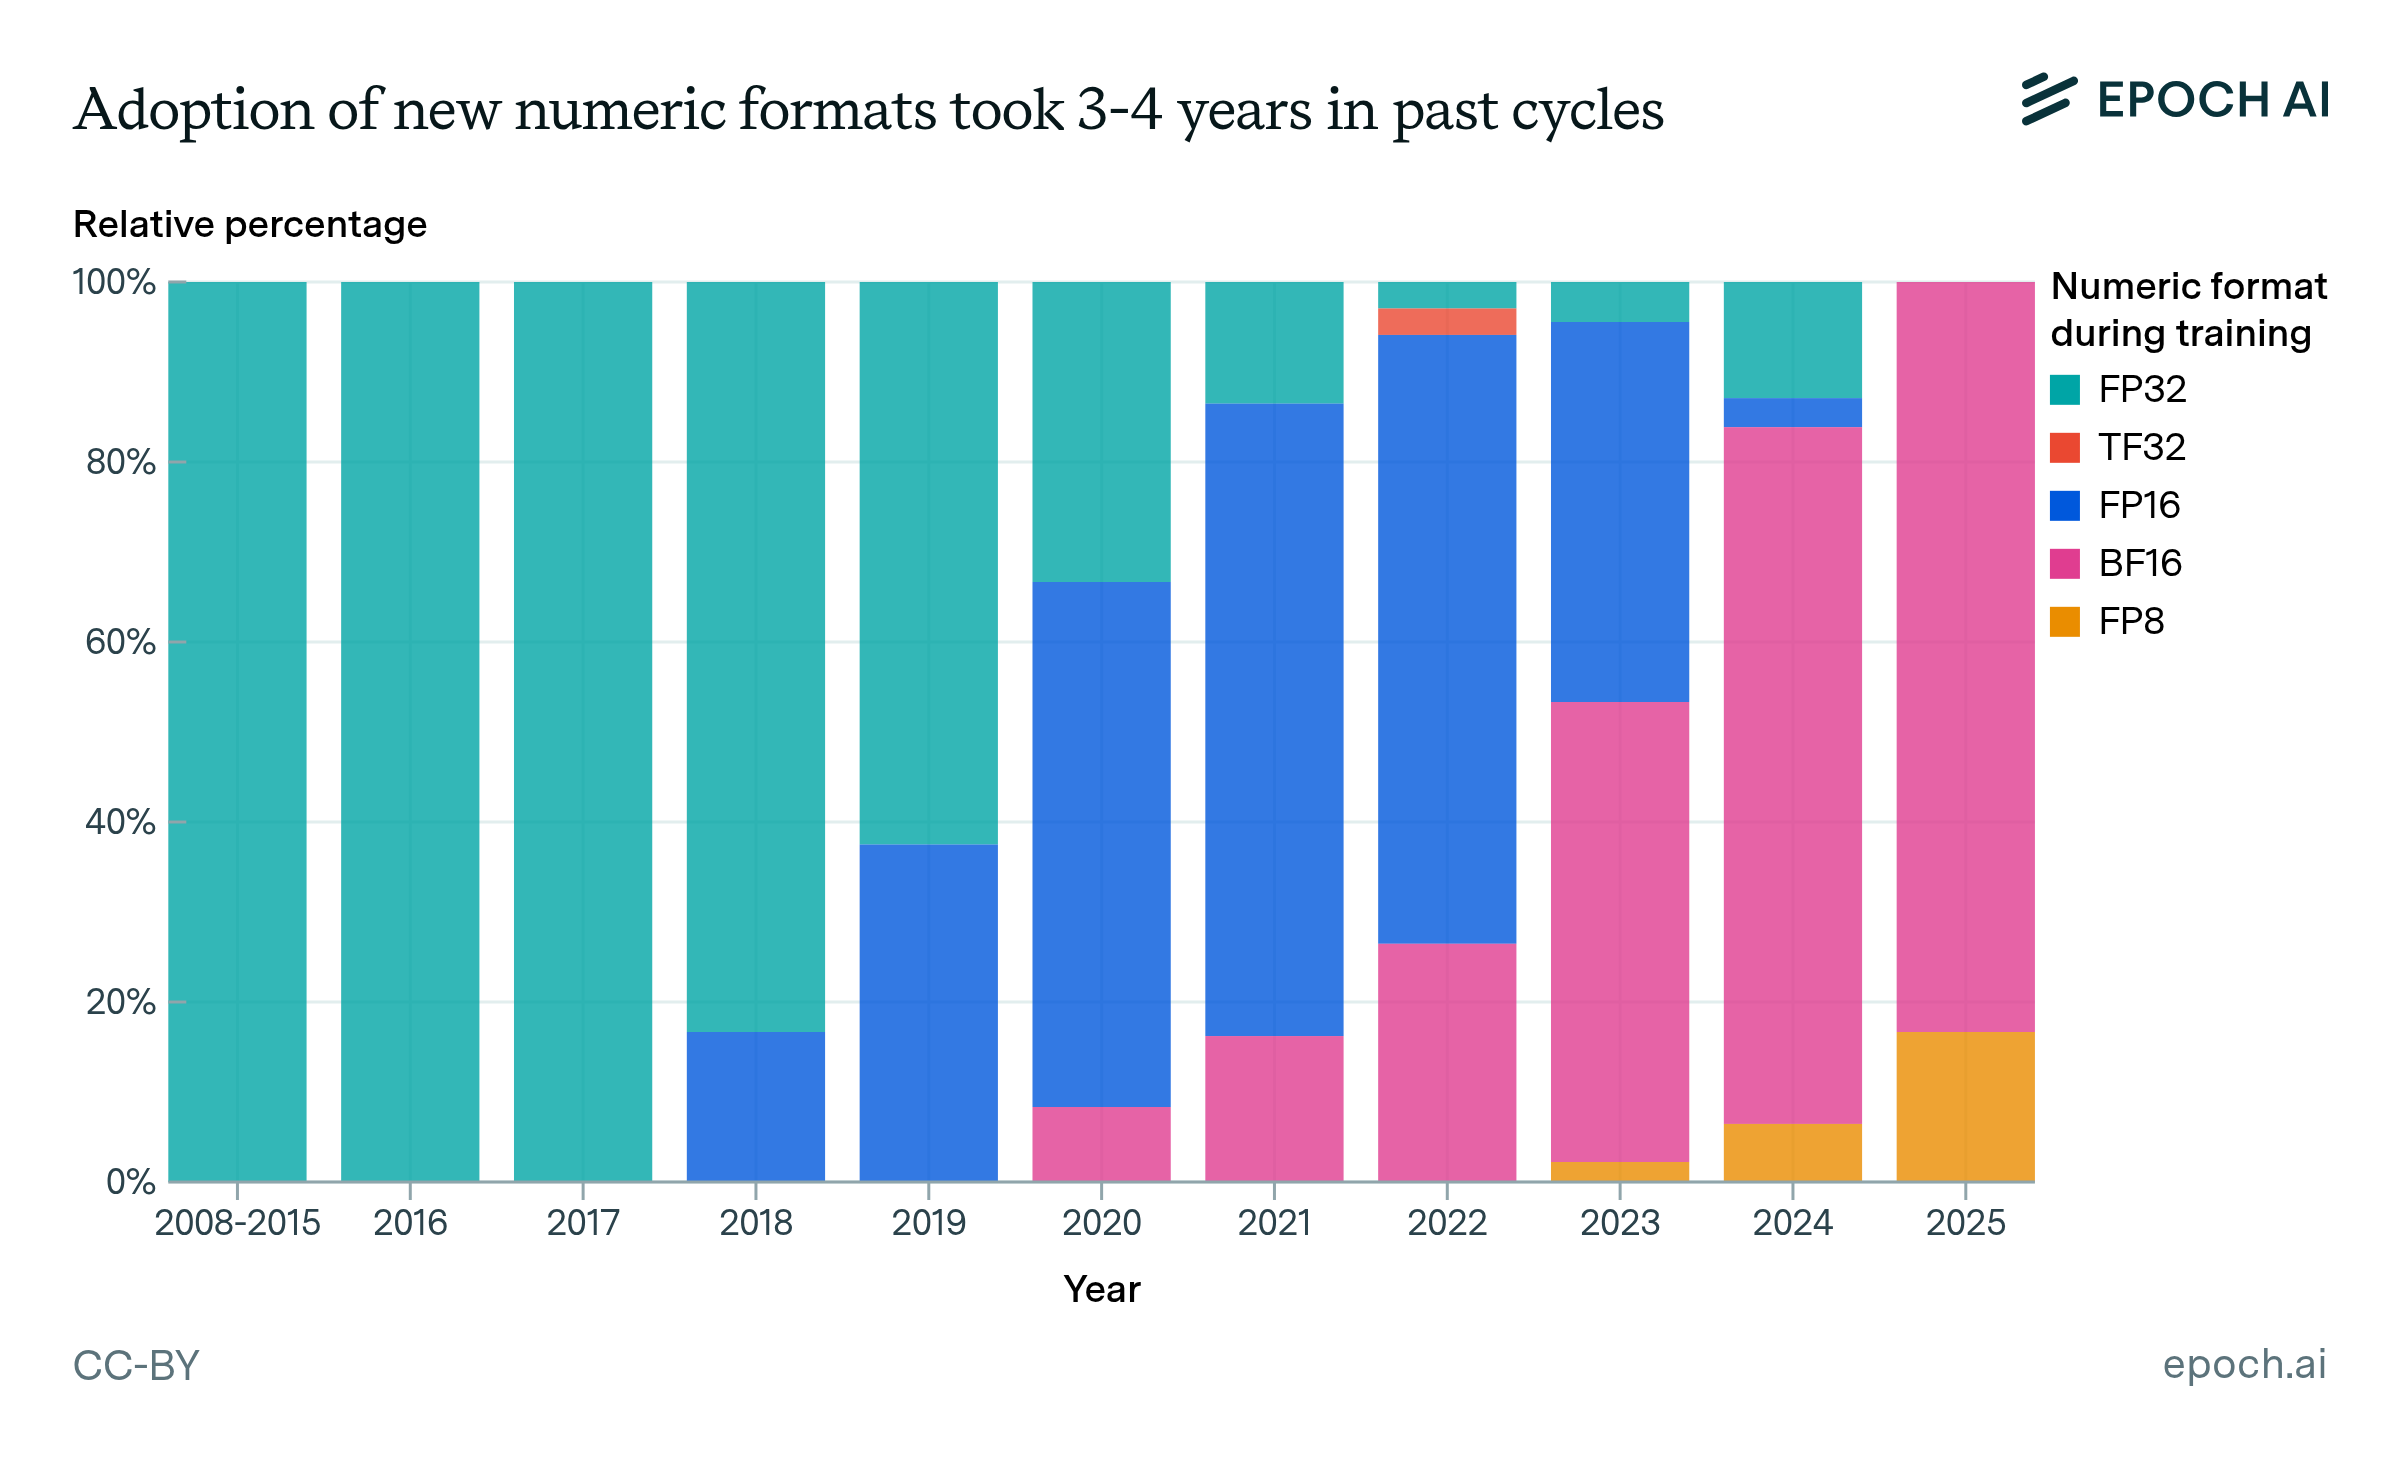 Adoption of new numeric formats took 3-4 years in past cycles
EPOCH AI
Relative percentage
100%
80%
60%
40%
20%
0%
2008-2015
2016
2017
2018
2019
2020
2021
2022
2023
2024
2025
Year
Numeric format
during training
FP32
TF32
FP16
BF16
FP8
CC-BY
epoch.ai